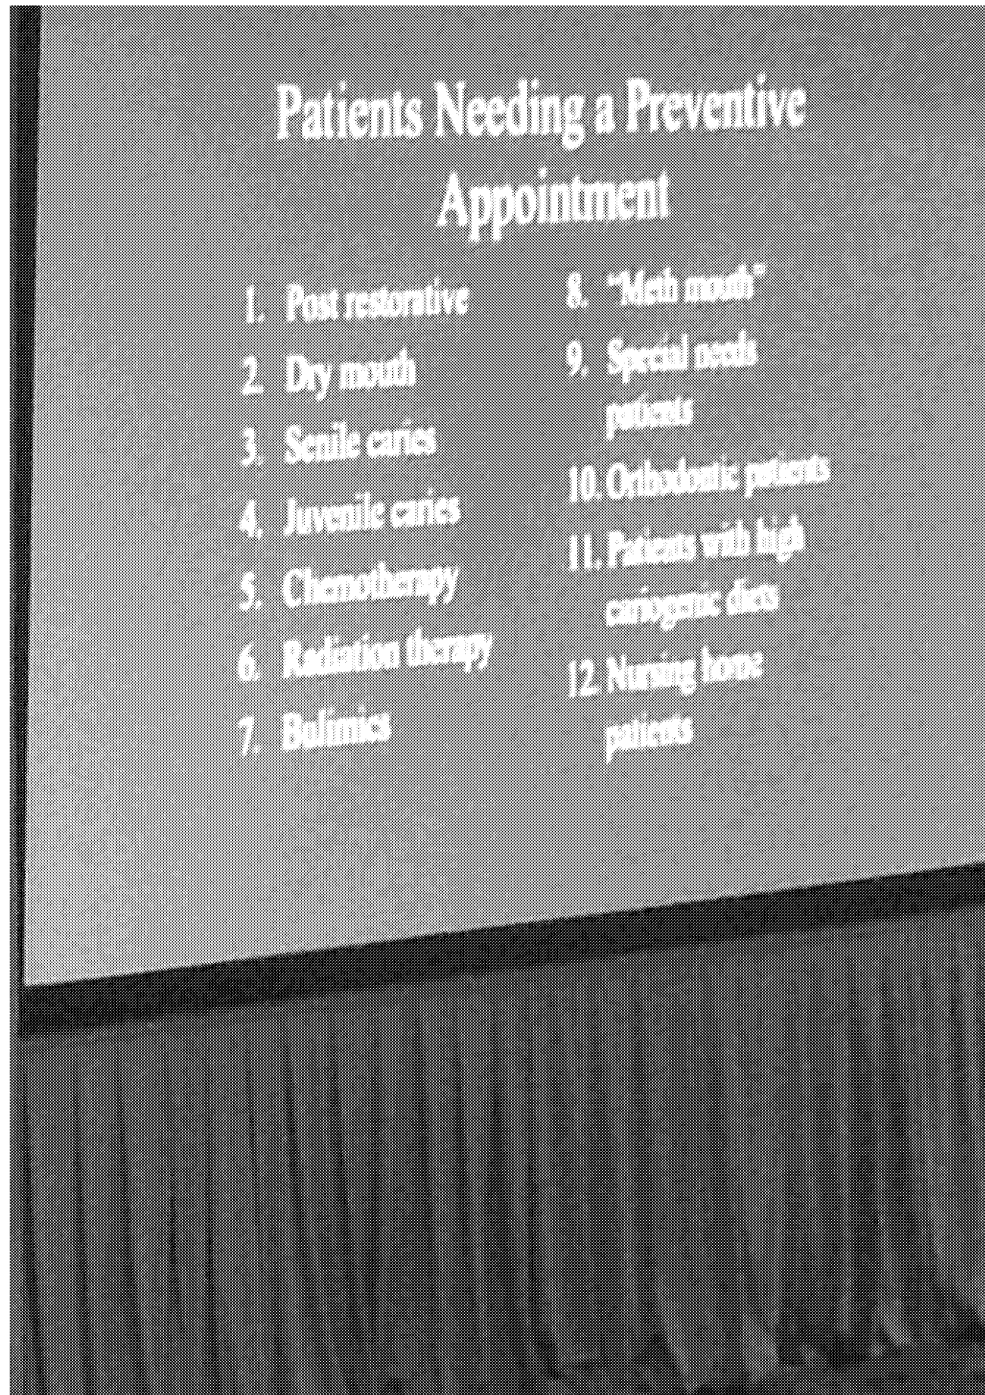 Patients Needing a Preventive
Appointment
1. Post restorative
2. Dry mouth
3. Senile caries
4. Juvenile caries
5. Chemotherapy
6. Radiation therapy
7. Bulimics
8. "Meth mouth"
9. Special needs
patients
10. Orthodontic patients
11. Patients with high
cariogenic diets
12. Nursing home
patients